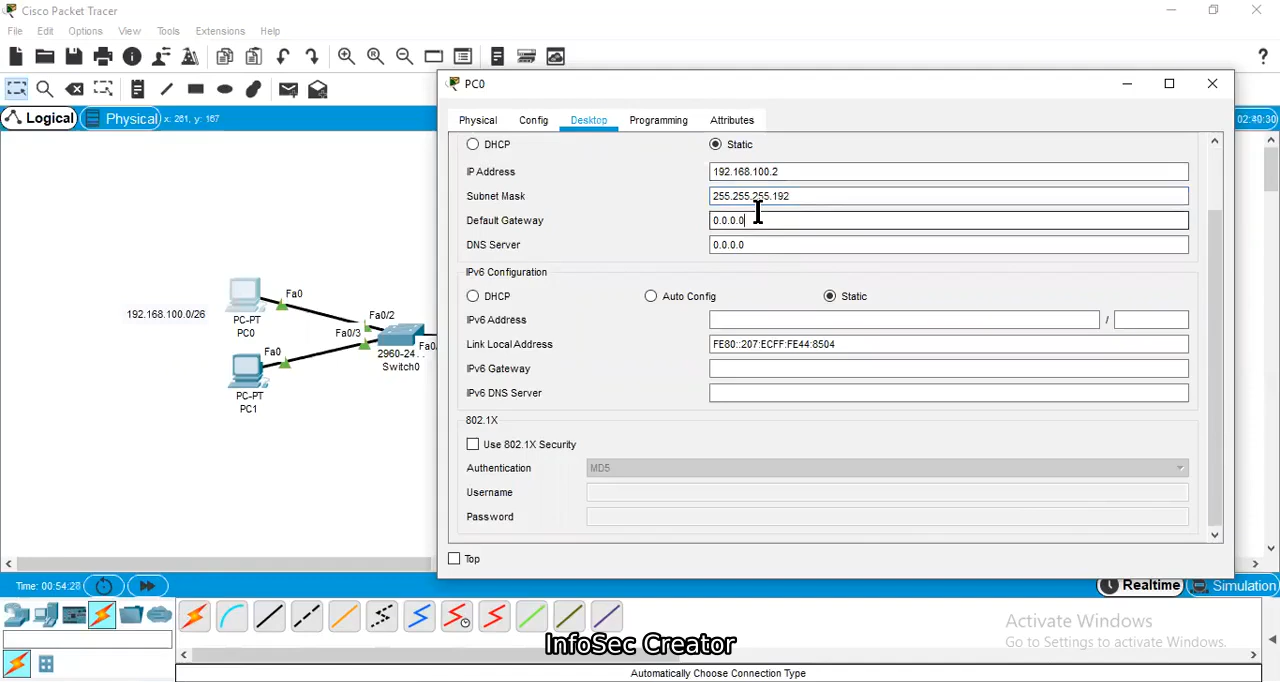 Cisco Packet Tracer
File Edit Options View Tools Extensions Help
?
Logical Physical x: 261, y: 167
02:49:30
PC0
Physical Config Desktop Programming Attributes
DHCP Static
IP Address 192.168.100.2
Subnet Mask 255.255.255.192
Default Gateway 0.0.0.0
DNS Server 0.0.0.0
IPv6 Configuration
DHCP Auto Config Static
IPv6 Address /
Link Local Address FE80::207:ECFF:FE44:8504
IPv6 Gateway
IPv6 DNS Server
802.1X
Use 802.1X Security
Authentication MD5
Username
Password
Top
192.168.100.0/26
Fa0
PC-PT
PC0
Fa0/2
Fa0/3
Fa0
PC-PT
PC1
2960-24..
Switch0
Fa0/
Time: 00:54:28
Realtime Simulation
Activate Windows
Go to Settings to activate Windows.
InfoSec Creator
Automatically Choose Connection Type